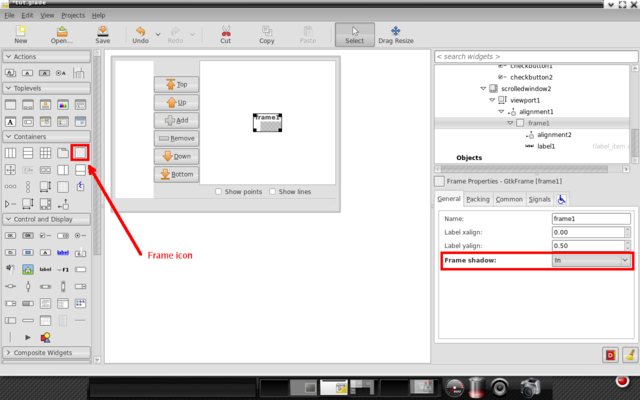 *tut.glade
File Edit View Projects Help
New Open... Save Undo Redo Cut Copy Paste Select Drag Resize
Actions
Toplevels
Containers
Control and Display
label
label
Composite Widgets
Top
Up
Add
Remove
Down
Bottom
frame1
Show points Show lines
Frame icon
< search widgets >
checkbutton1
checkbutton2
scrolledwindow2
viewport1
alignment1
frame1
alignment2
label1 (label_item
Objects
Frame Properties - GtkFrame [frame1]
General Packing Common Signals
Name: frame1
Label xalign: 0.00
Label yalign: 0.50
Frame shadow: In